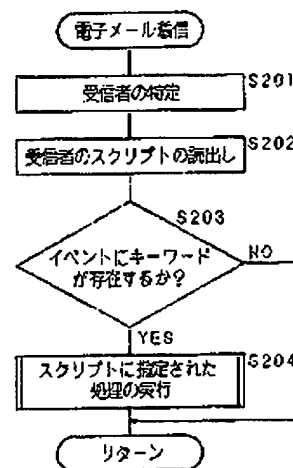 電子メール着信
受信者の特定
S201
受信者のスクリプトの読出し
S202
S203
イベントにキーワード
が存在するか？
NO
YES
スクリプトに指定された
処理の実行
S204
リターン